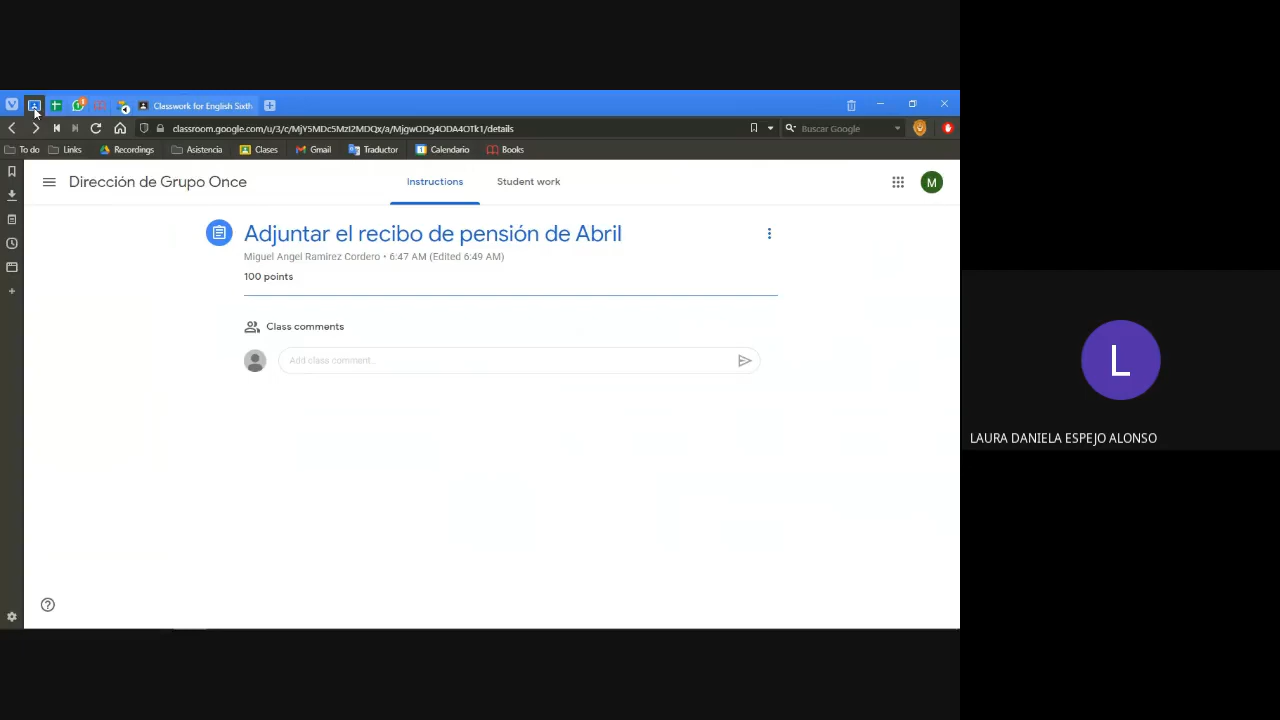 Classwork for English Sixth
classroom.google.com/u/3/c/MjY5MDc5MzI2MDQx/a/MjgwODg4ODA4OTk1/details
Buscar Google
To do
Links
Recordings
Asistencia
Clases
Gmail
Traductor
Calendario
Books
Dirección de Grupo Once
Instructions
Student work
M
Adjuntar el recibo de pensión de Abril
Miguel Angel Ramírez Cordero • 6:47 AM (Edited 6:49 AM)
100 points
Class comments
Add class comment...
L
LAURA DANIELA ESPEJO ALONSO